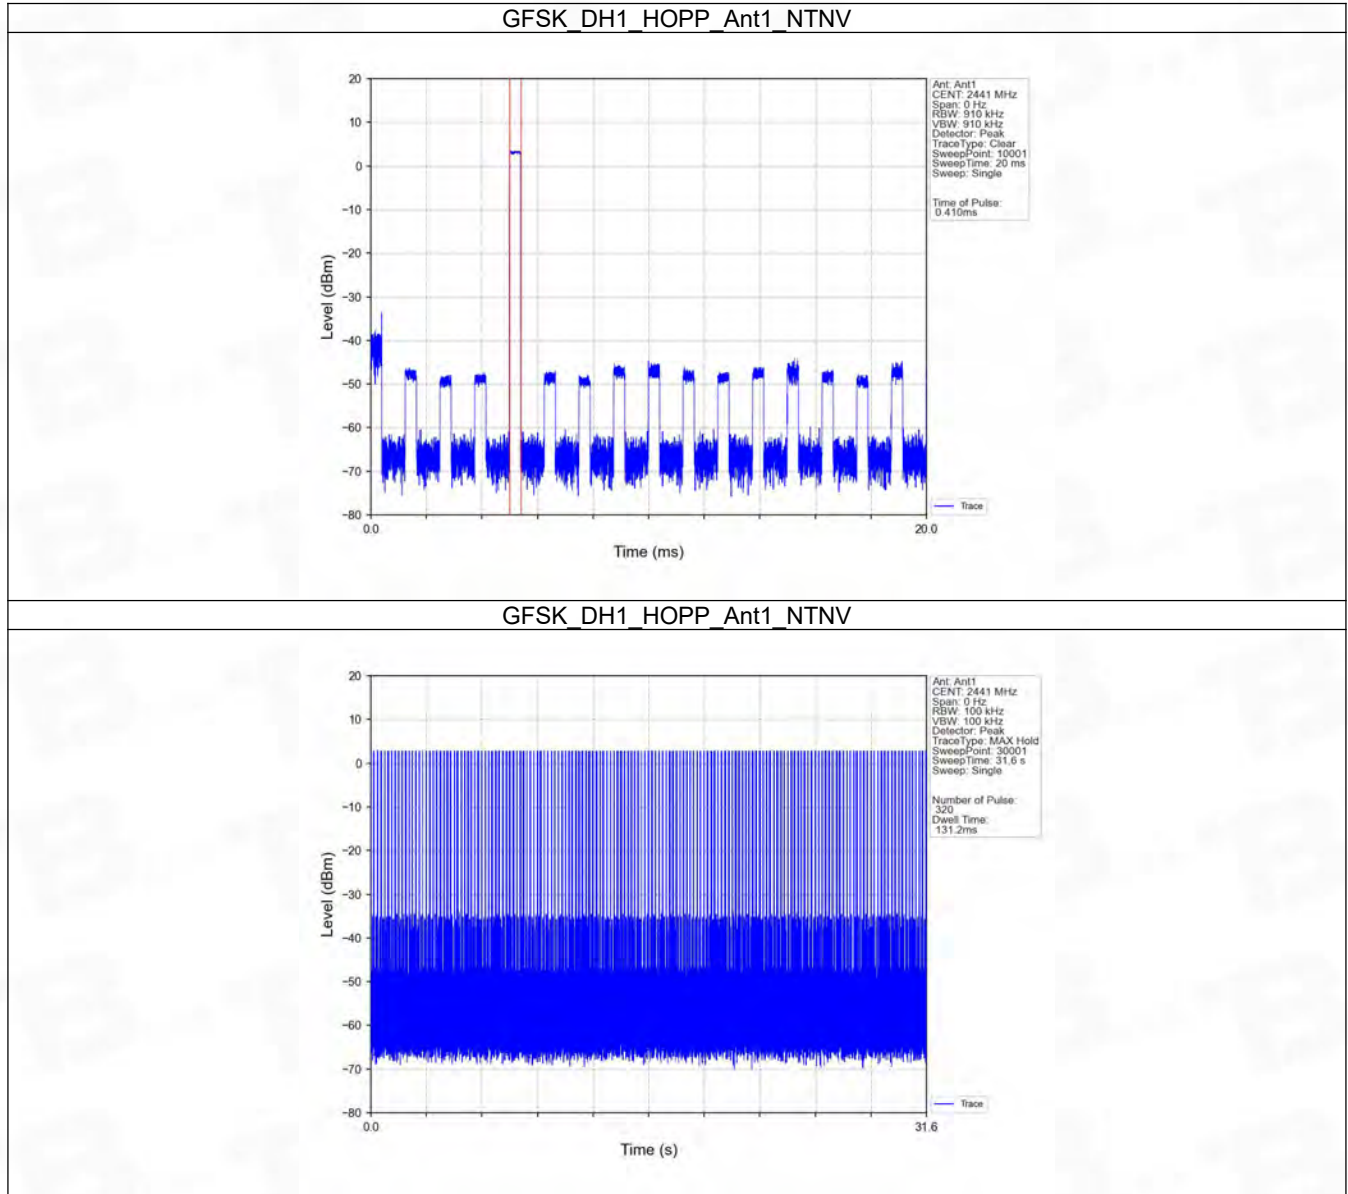 GFSK_DH1_HOPP_Ant1_NTNV
Ant: Ant1
CENT: 2441 MHz
Span: 0 Hz
RBW: 910 kHz
VBW: 910 kHz
Detector: Peak
TraceType: Clear
SweepPoint: 10001
SweepTime: 20 ms
Sweep: Single
Time of Pulse:
0.410ms
20
10
0
−10
−20
−30
−40
−50
−60
−70
−80
Level (dBm)
0.0
20.0
Time (ms)
Trace
GFSK_DH1_HOPP_Ant1_NTNV
Ant: Ant1
CENT: 2441 MHz
Span: 0 Hz
RBW: 100 kHz
VBW: 100 kHz
Detector: Peak
TraceType: MAX Hold
SweepPoint: 30001
SweepTime: 31.6 s
Sweep: Single
Number of Pulse:
320
Dwell Time:
131.2ms
20
10
0
−10
−20
−30
−40
−50
−60
−70
−80
Level (dBm)
0.0
31.6
Time (s)
Trace